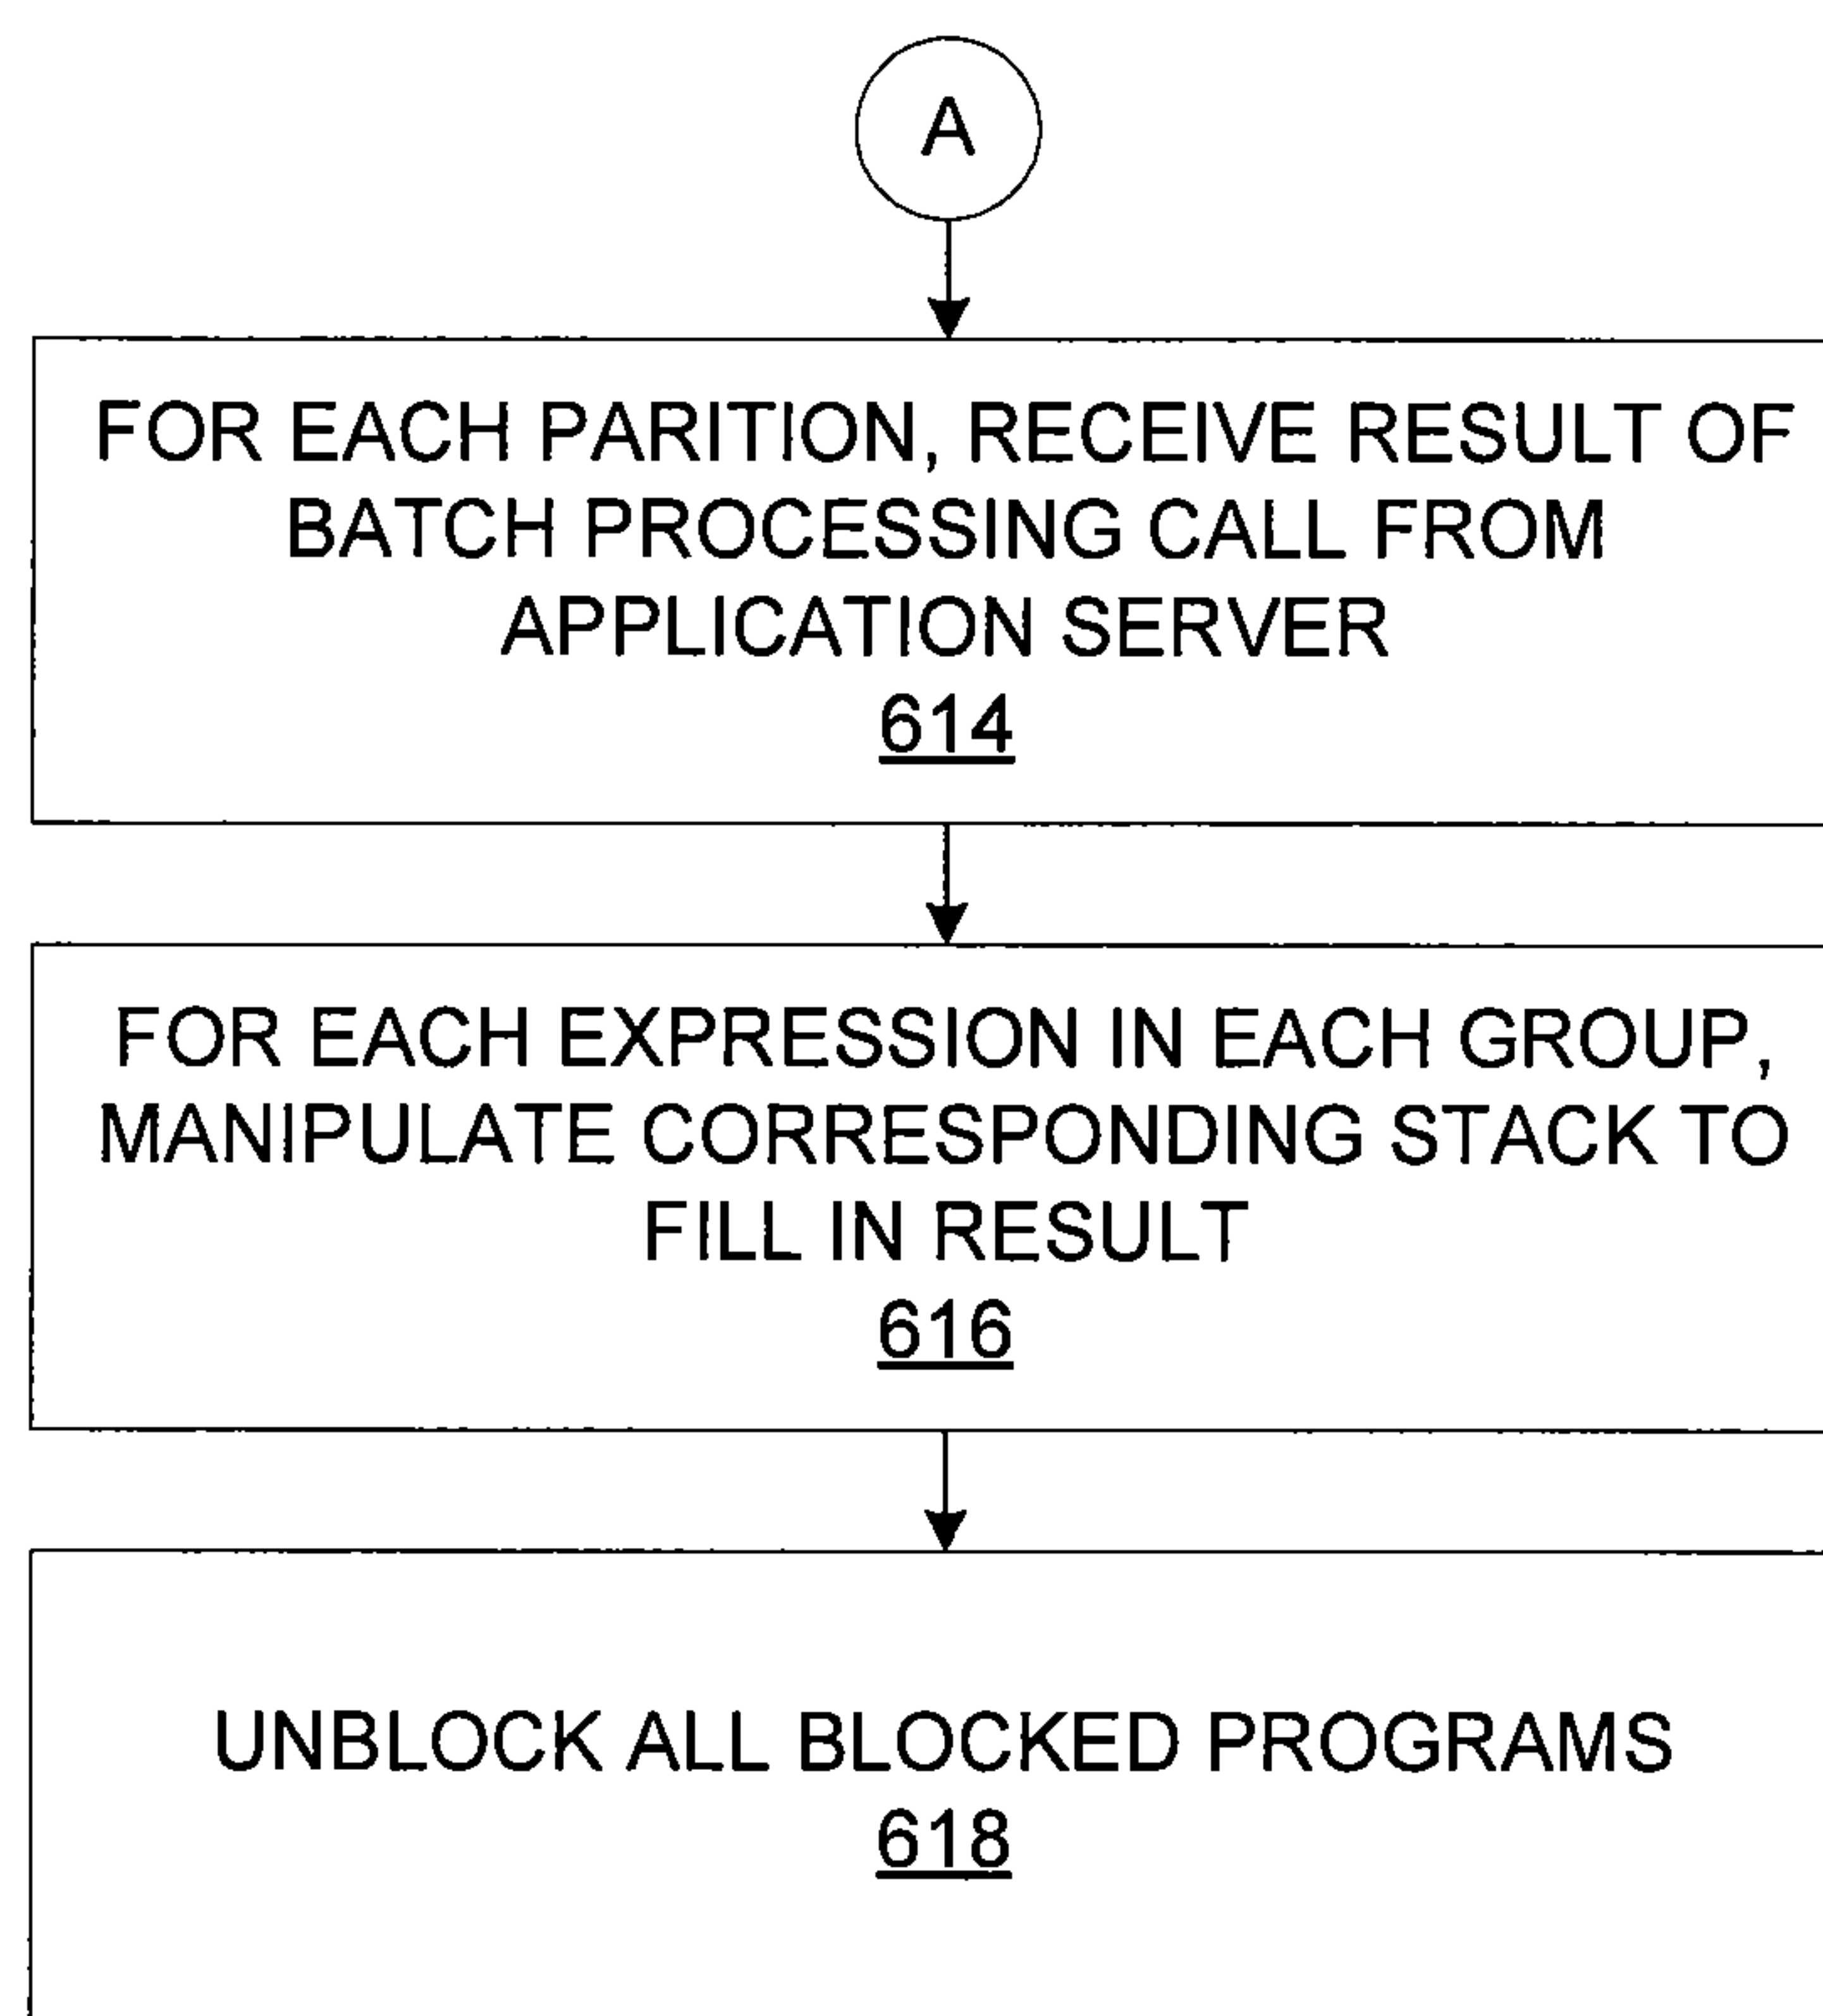 A
FOR EACH PARITION, RECEIVE RESULT OF
BATCH PROCESSING CALL FROM
APPLICATION SERVER
614
FOR EACH EXPRESSION IN EACH GROUP,
MANIPULATE CORRESPONDING STACK TO
FILL IN RESULT
616
UNBLOCK ALL BLOCKED PROGRAMS
618